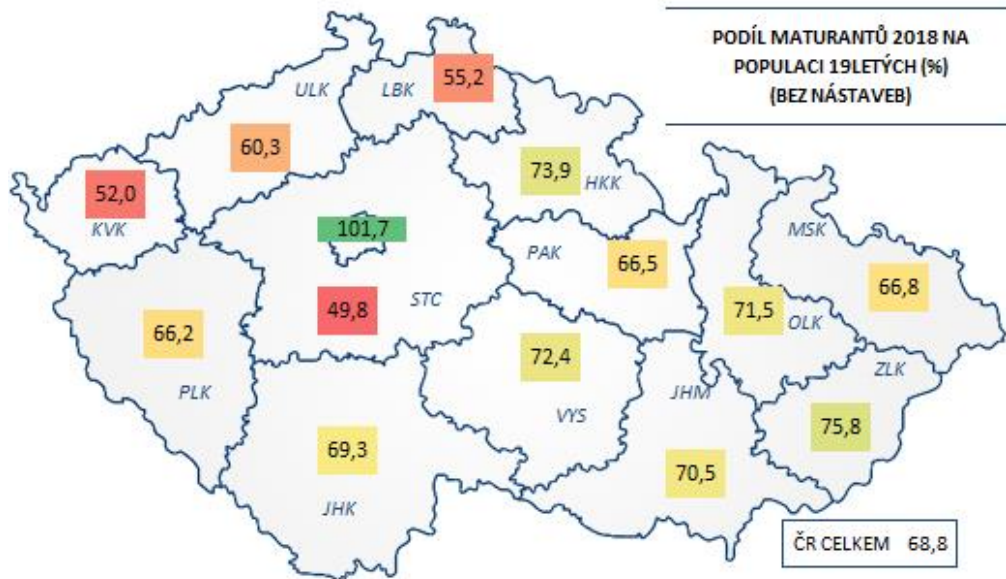 PODÍL MATURANTŮ 2018 NA
POPULACI 19LETÝCH (%)
(BEZ NÁSTAVEB)
ULK
LBK
55,2
60,3
73,9
HKK
52,0
KVK
101,7
PAK
66,5
MSK
66,8
66,2
PLK
49,8
STC
71,5
OLK
72,4
VYS
JHM
ZLK
75,8
69,3
JHK
70,5
ČR CELKEM 68,8